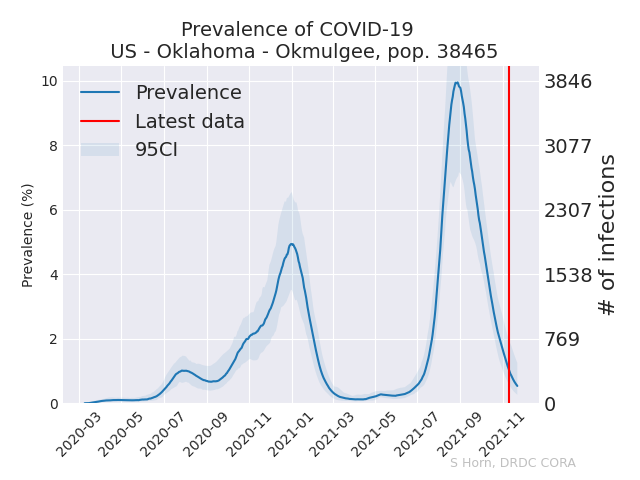 Prevalence of COVID-19
US - Oklahoma - Okmulgee, pop. 38465
Prevalence
Latest data
95CI
Prevalence (%)
10
8
6
4
2
0
3846
3077
2307
1538
769
0
# of infections
2020-03
2020-05
2020-07
2020-09
2020-11
2021-01
2021-03
2021-05
2021-07
2021-09
2021-11
S Horn, DRDC CORA